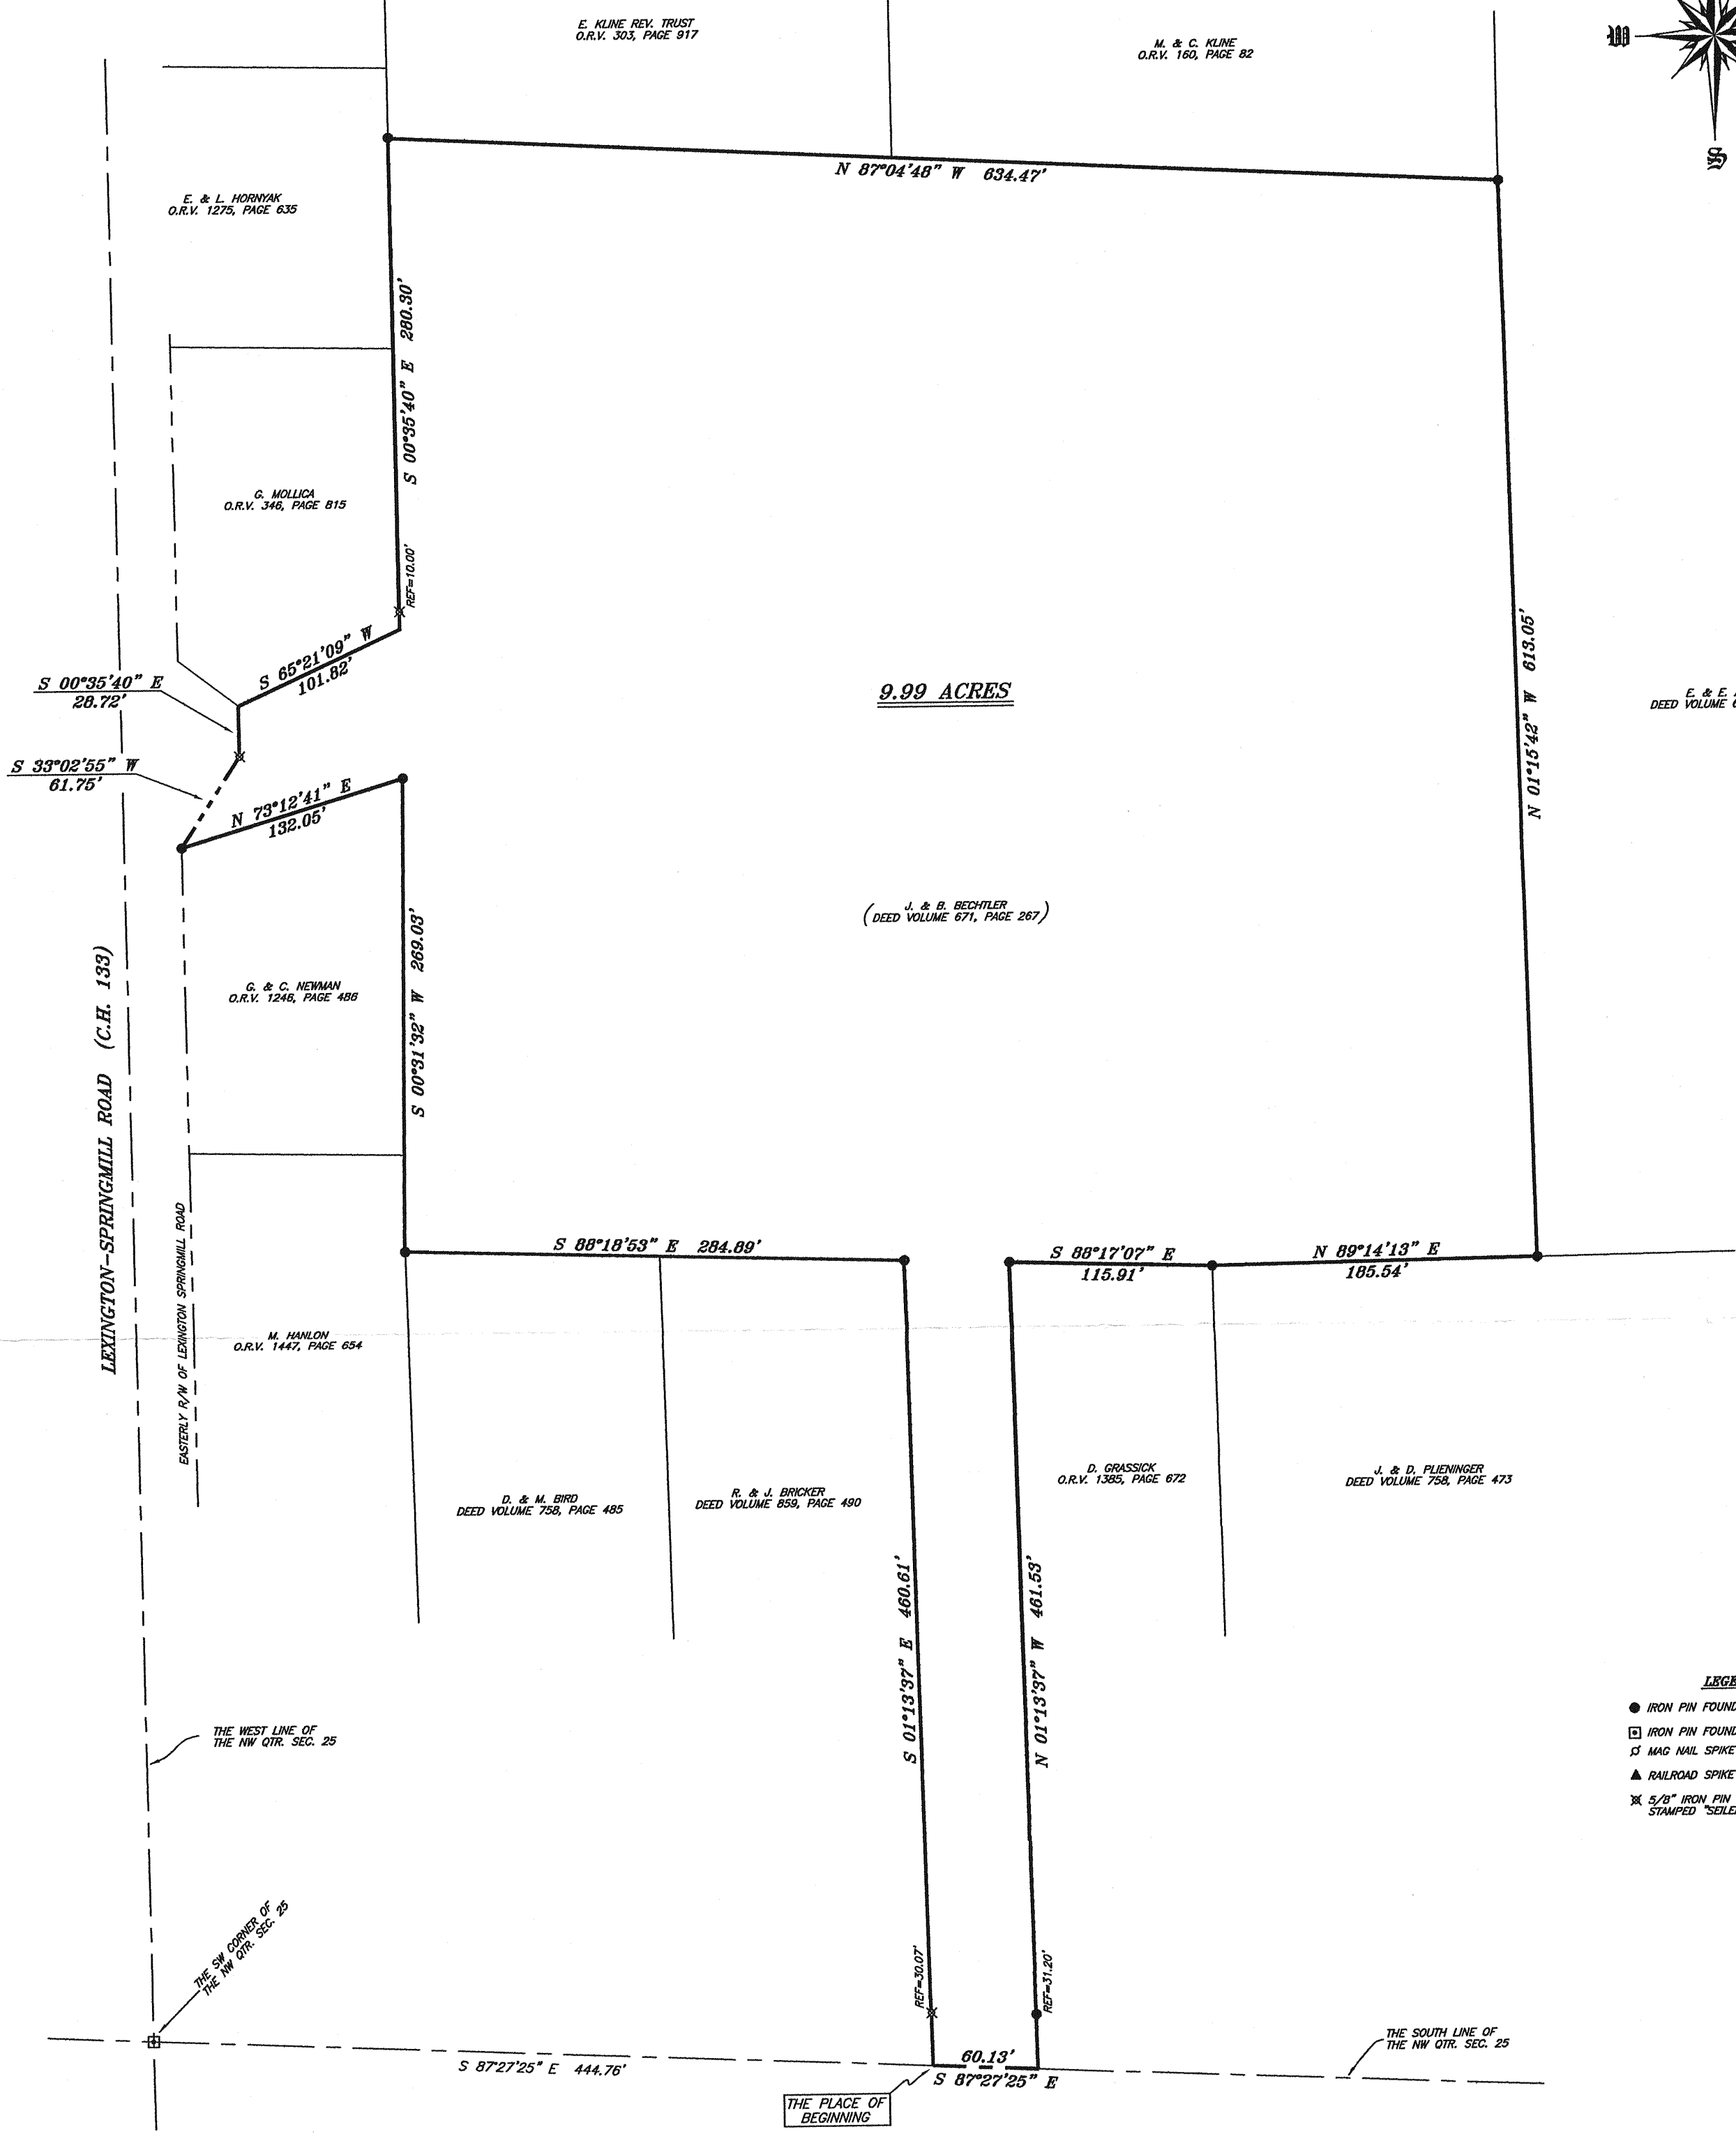 E. KLINE REV. TRUST
O.R.V. 303, PAGE 917
M. & C. KLINE
O.R.V. 160, PAGE 82
W
S
N 87°04'48" W 634.47'
E. & L. HORNYAK
O.R.V. 1275, PAGE 635
S 00°35'40" E 280.30'
G. MOLLICA
O.R.V. 346, PAGE 815
REF=10.00'
S 65°21'09" W
101.82'
S 00°35'40" E
28.72'
S 33°02'55" W
61.75'
N 73°12'41" E
132.05'
9.99 ACRES
N 01°15'42" W 613.05'
E. & E.
DEED VOLUME
(J. & B. BECHTLER
DEED VOLUME 671, PAGE 267)
S 00°31'32" W 269.03'
G. & C. NEWMAN
O.R.V. 1246, PAGE 486
LEXINGTON-SPRINGMILL ROAD (C.H. 133)
EASTERLY R/W OF LEXINGTON SPRINGMILL ROAD
S 88°18'53" E 284.89'
S 88°17'07" E
115.91'
N 89°14'13" E
185.54'
M. HANLON
O.R.V. 1447, PAGE 654
D. & M. BIRD
DEED VOLUME 758, PAGE 485
R. & J. BRICKER
DEED VOLUME 859, PAGE 490
D. GRASSICK
O.R.V. 1385, PAGE 672
J. & D. PLIENINGER
DEED VOLUME 758, PAGE 473
S 01°13'37" E 460.61'
N 01°13'37" W 461.53'
LEGE
IRON PIN FOUND
IRON PIN FOUND
MAG NAIL SPIKE
RAILROAD SPIKE
5/8" IRON PIN
STAMPED "SEILE
THE WEST LINE OF
THE NW QTR. SEC. 25
THE SW CORNER OF
THE NW QTR. SEC. 25
REF=30.07'
REF=31.20'
S 87°27'25" E 444.76'
60.13'
S 87°27'25" E
THE PLACE OF
BEGINNING
THE SOUTH LINE OF
THE NW QTR. SEC. 25